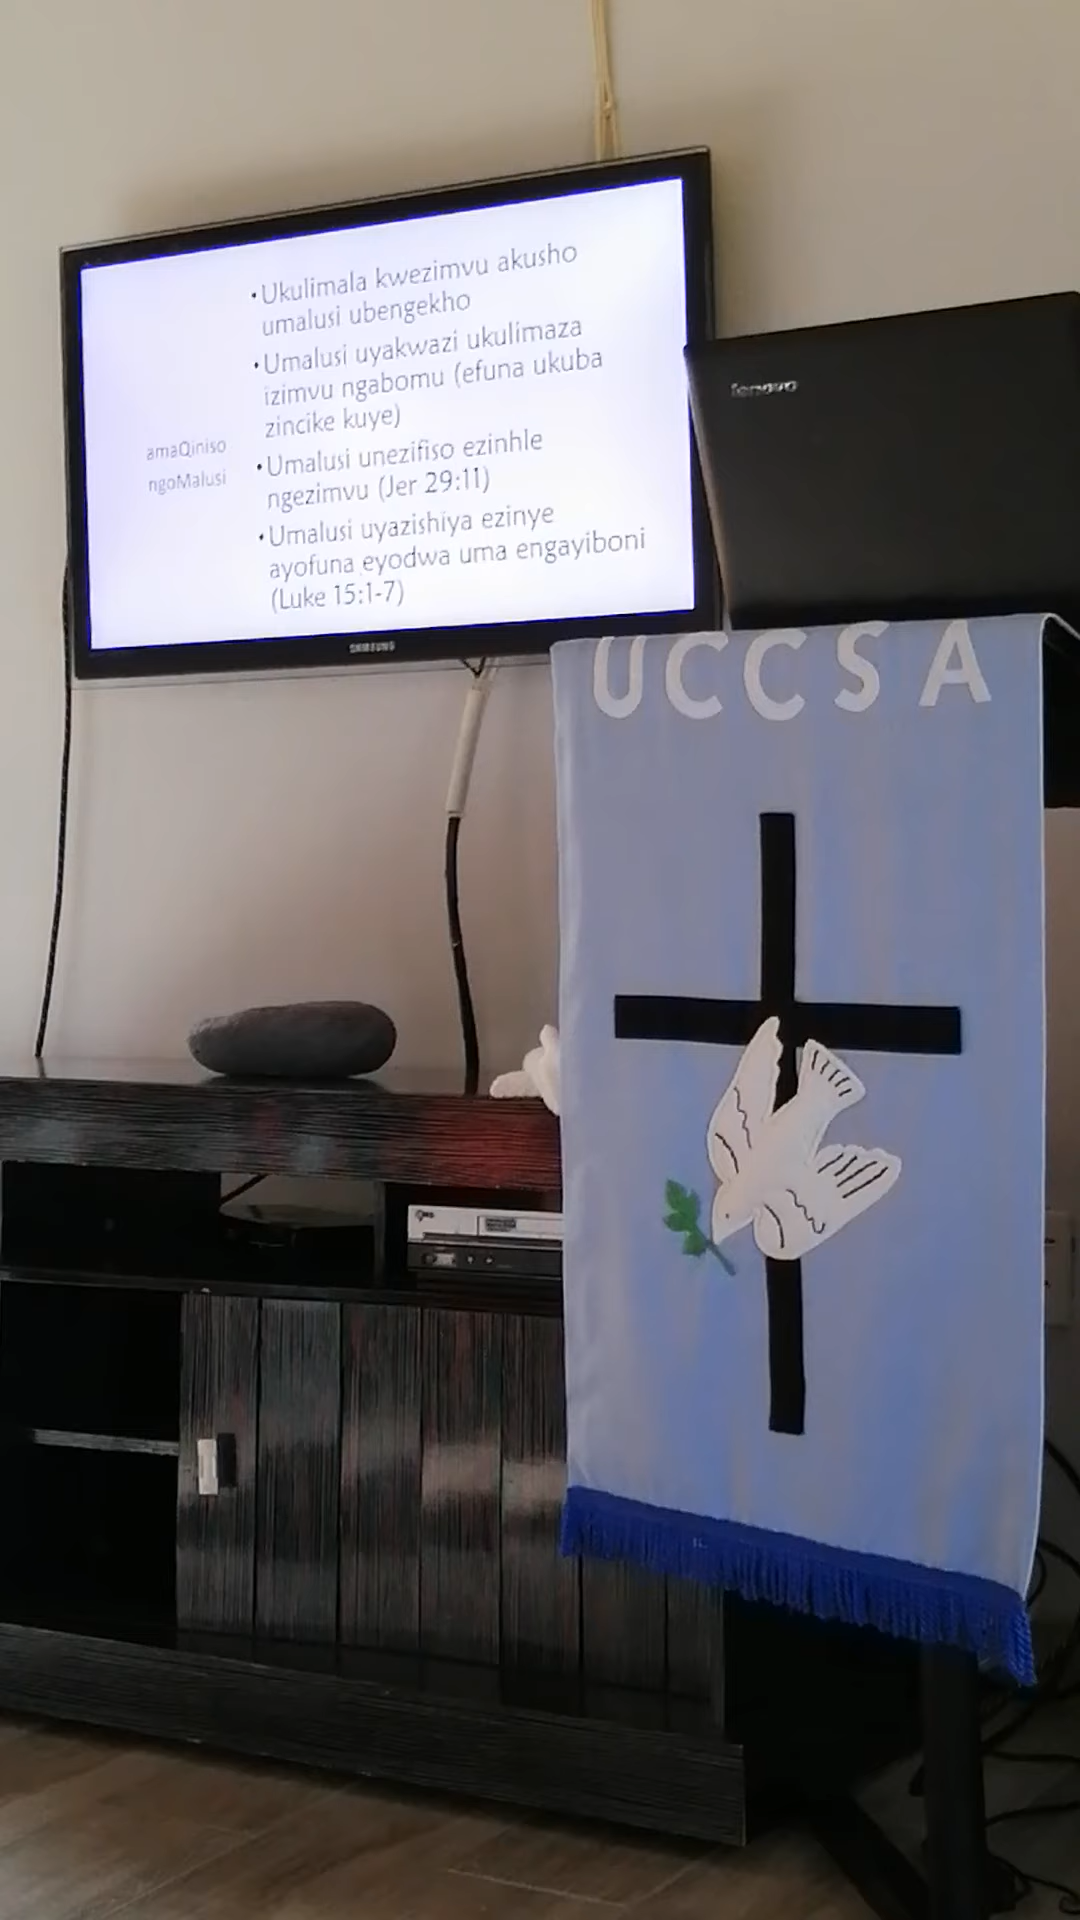 amaQiniso
ngoMalusi
•Ukulimala kwezimvu akusho
umalusi ubengekho
•Umalusi uyakwazi ukulimaza
izimvu ngabomu (efuna ukuba
zincike kuye)
•Umalusi unezifiso ezinhle
ngezimvu (Jer 29:11)
•Umalusi uyazishiya ezinye
ayofuna eyodwa uma engayiboni
(Luke 15:1-7)
SAMSUNG
lenovo
UCCSA